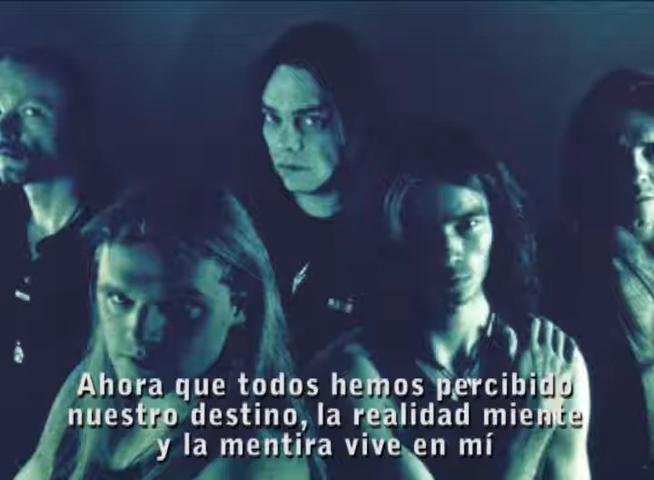 Ahora que todos hemos percibido
nuestro destino, la realidad miente
y la mentira vive en mí